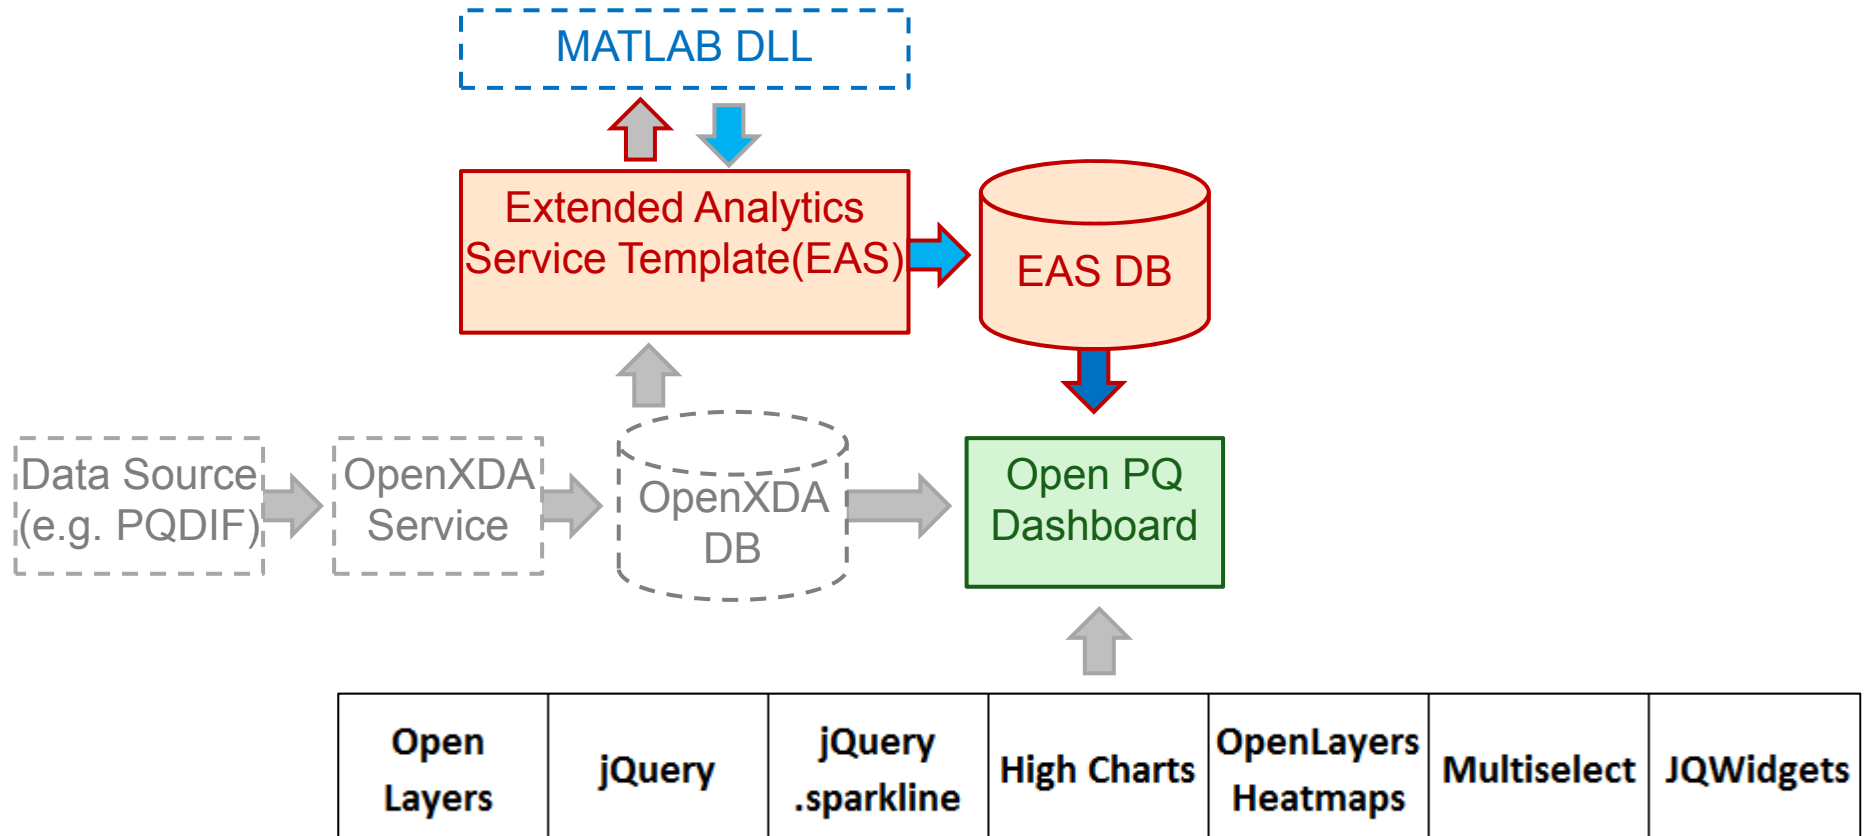 MATLAB DLL
Extended Analytics
Service Template(EAS)
EAS DB
Data Source
(e.g. PQDIF)
OpenXDA
Service
OpenXDA
DB
Open PQ
Dashboard
Open
Layers
jQuery
jQuery
.sparkline
High Charts
OpenLayers
Heatmaps
Multiselect
JQWidgets